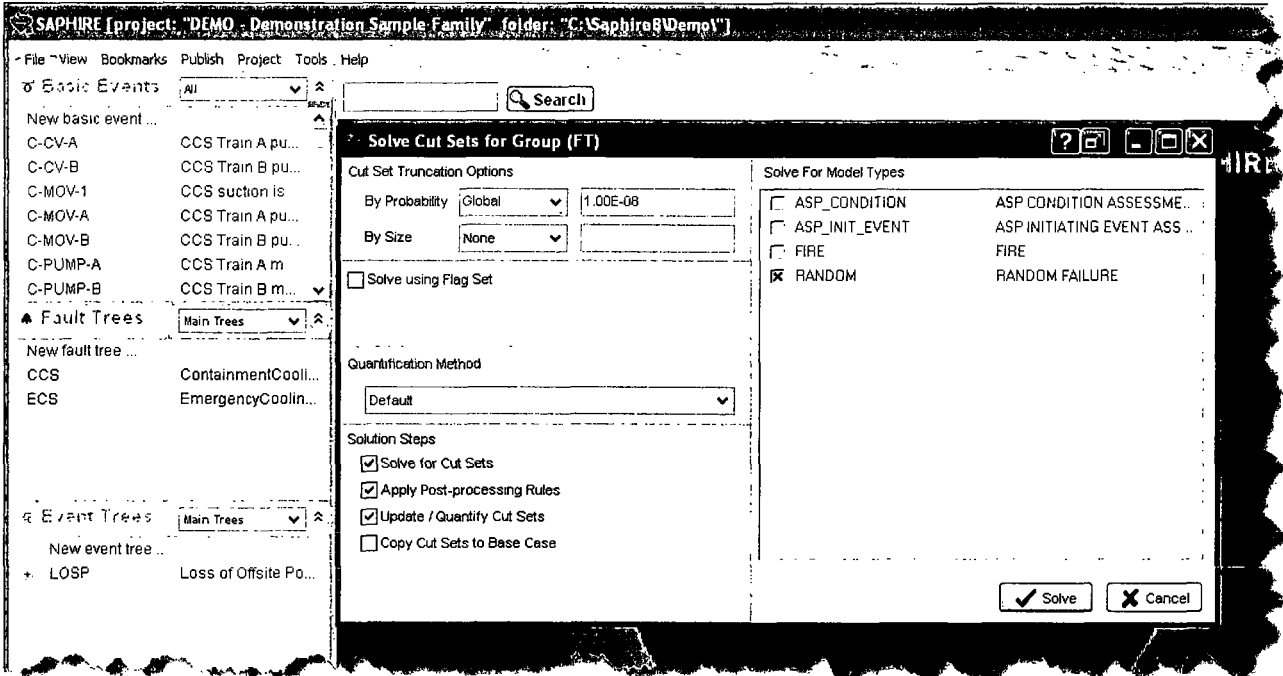 SAPHIRE [project: "DEMO - Demonstration Sample Family" folder: "C:\Saphire8\Demo\"]
File View Bookmarks Publish Project Tools Help
Basic Events All
Search
New basic event ...
C-CV-A CCS Train A pu...
C-CV-B CCS Train B pu...
C-MOV-1 CCS suction is
C-MOV-A CCS Train A pu...
C-MOV-B CCS Train B pu...
C-PUMP-A CCS Train A m
C-PUMP-B CCS Train B m...
Fault Trees Main Trees
New fault tree ...
CCS ContainmentCooli...
ECS EmergencyCoolin...
Event Trees Main Trees
New event tree ..
+ LOSP Loss of Offsite Po...
Solve Cut Sets for Group (FT)
Cut Set Truncation Options
By Probability Global 1.00E-08
By Size None
Solve using Flag Set
Quantification Method
Default
Solution Steps
Solve for Cut Sets
Apply Post-processing Rules
Update / Quantify Cut Sets
Copy Cut Sets to Base Case
Solve For Model Types
ASP_CONDITION ASP CONDITION ASSESSME..
ASP_INIT_EVENT ASP INITIATING EVENT ASS ..
FIRE FIRE
RANDOM RANDOM FAILURE
Solve Cancel
HIRE